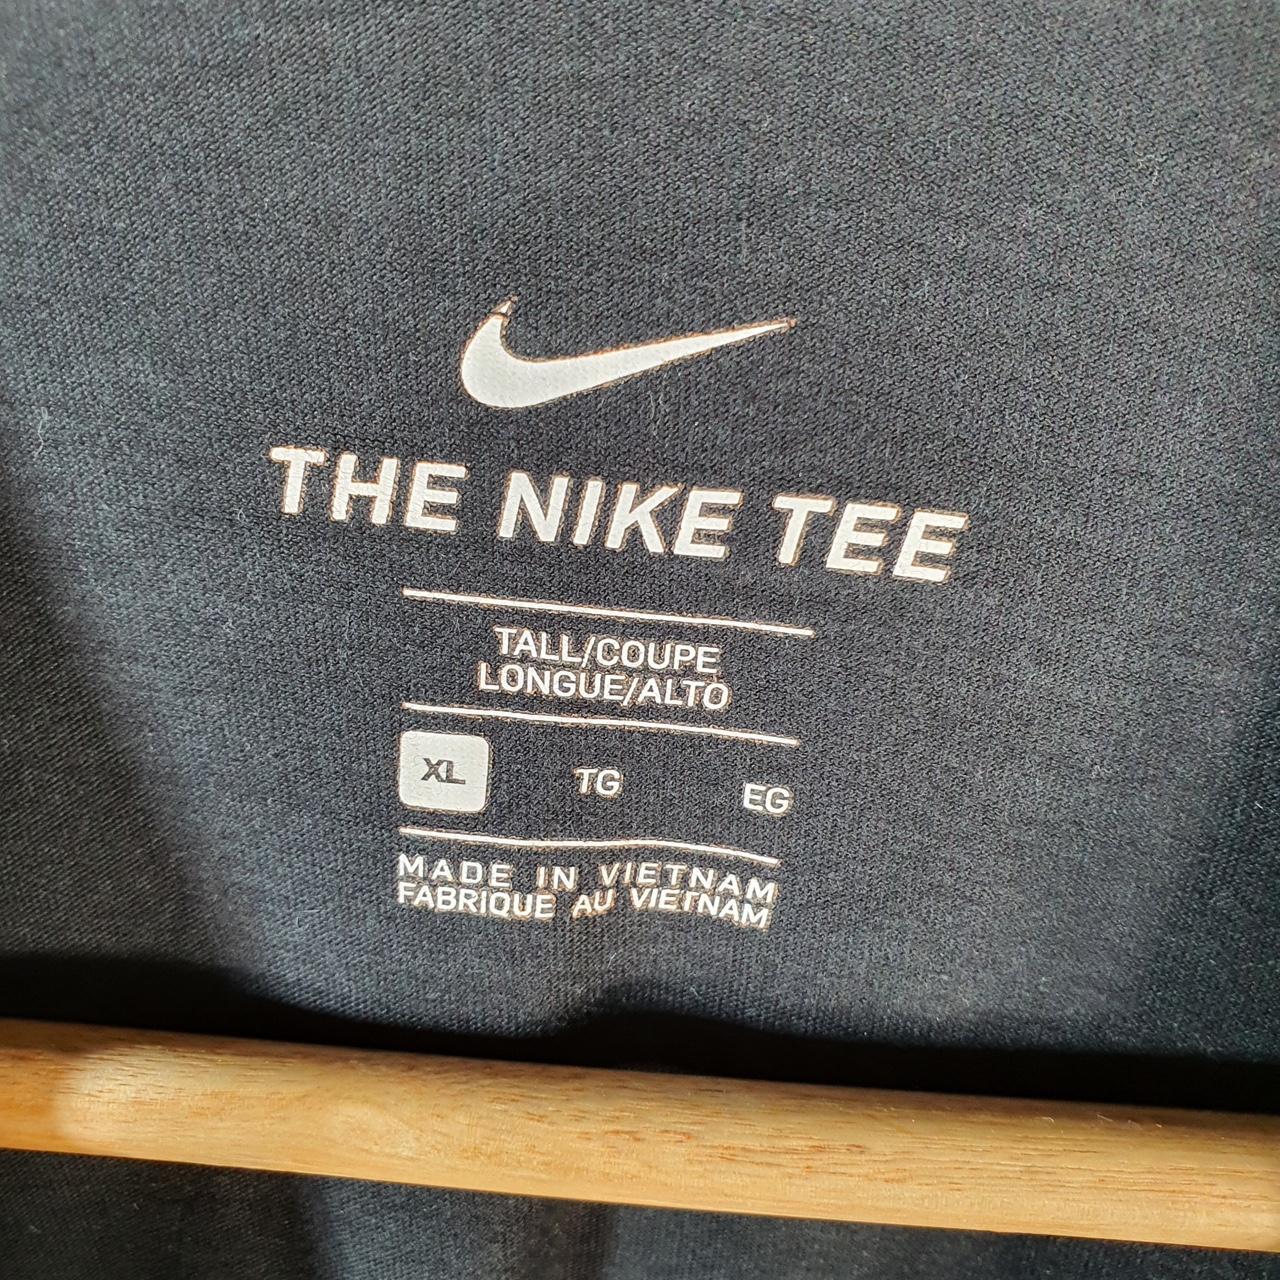 THE NIKE TEE
TALL/COUPE
LONGUE/ALTO
XL TG EG
MADE IN VIETNAM
FABRIQUE AU VIETNAM